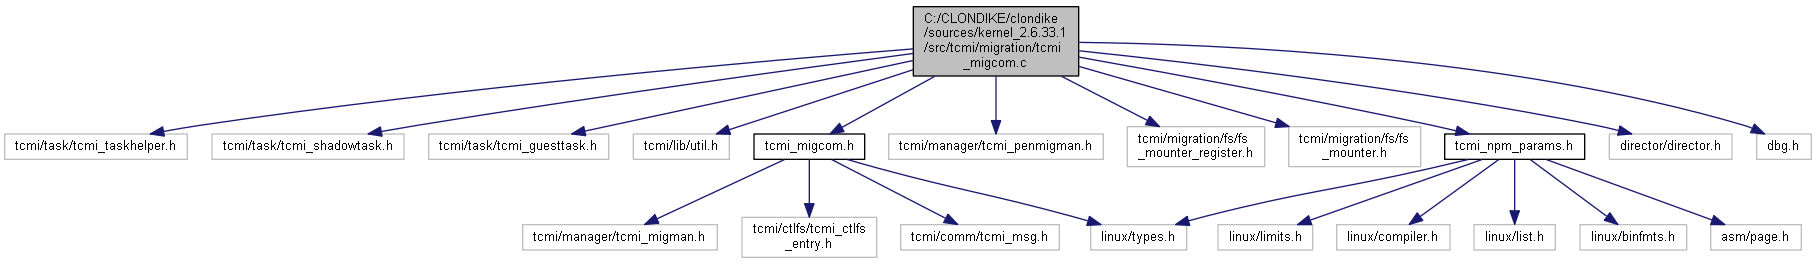 C:/CLONDIKE/clondike
/sources/kernel_2.6.33.1
/src/tcmi/migration/tcmi
_migcom.c
tcmi/task/tcmi_taskhelper.h
tcmi/task/tcmi_shadowtask.h
tcmi/task/tcmi_guesttask.h
tcmi/lib/util.h
tcmi_migcom.h
tcmi/manager/tcmi_penmigman.h
tcmi/migration/fs/fs
_mounter_register.h
tcmi/migration/fs/fs
_mounter.h
tcmi_npm_params.h
director/director.h
dbg.h
tcmi/manager/tcmi_migman.h
tcmi/ctlfs/tcmi_ctlfs
_entry.h
tcmi/comm/tcmi_msg.h
linux/types.h
linux/limits.h
linux/compiler.h
linux/list.h
linux/binfmts.h
asm/page.h